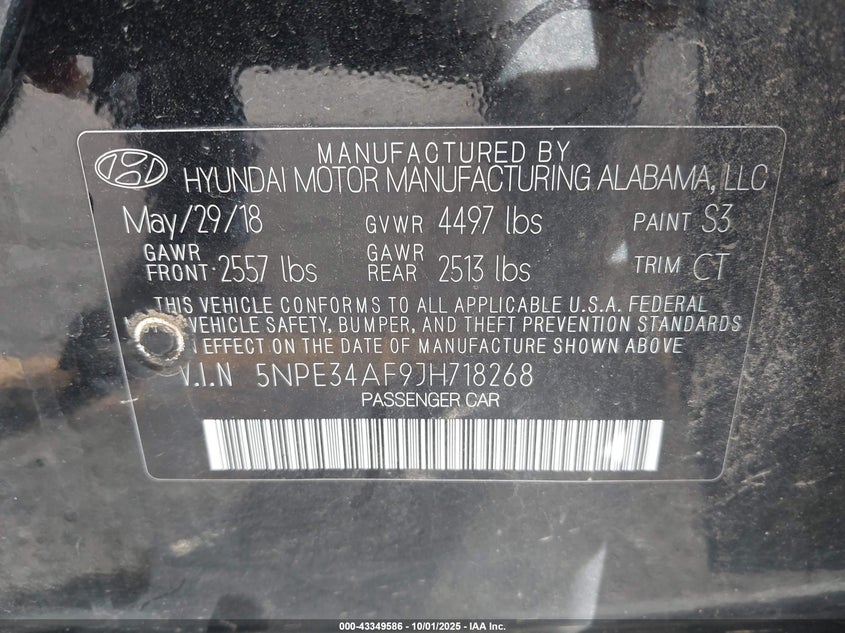 MANUFACTURED BY
HYUNDAI MOTOR MANUFACTURING ALABAMA, LLC
May/29/18 GVWR 4497 lbs PAINT S3
GAWR FRONT 2557 lbs GAWR REAR 2513 lbs TRIM CT
THIS VEHICLE CONFORMS TO ALL APPLICABLE U.S.A. FEDERAL
VEHICLE SAFETY, BUMPER, AND THEFT PREVENTION STANDARDS
N EFFECT ON THE DATE OF MANUFACTURE SHOWN ABOVE
V.I.N 5NPE34AF9JH718268
PASSENGER CAR
000-43349586 - 10/01/2025 - IAA Inc.